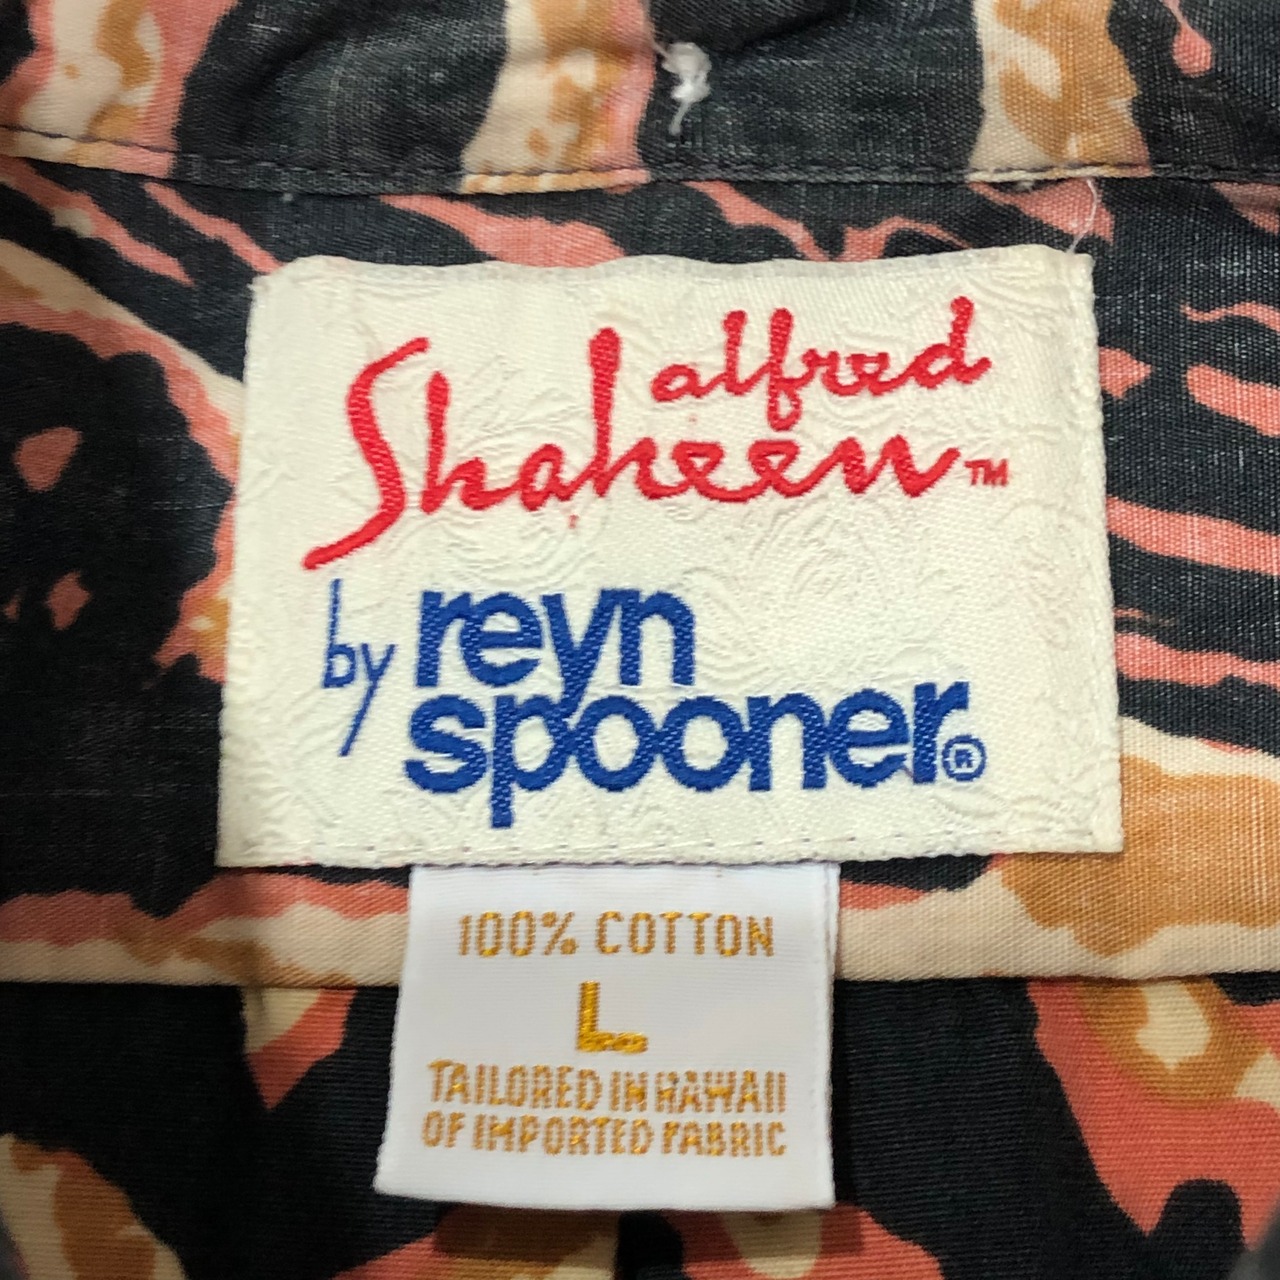 alfred
Shaheen™
by reyn
spooner®
100% COTTON
L
TAILORED IN HAWAII
OF IMPORTED FABRIC